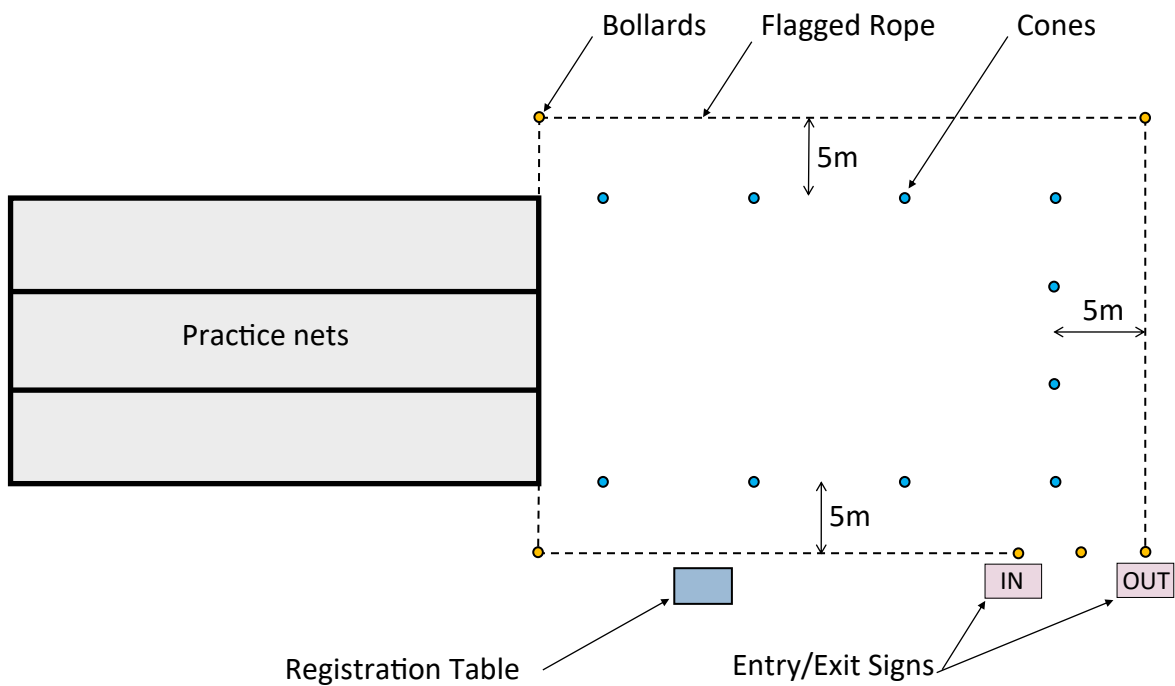 Bollards
Flagged Rope
Cones
5m
5m
Practice nets
5m
IN
OUT
Registration Table
Entry/Exit Signs